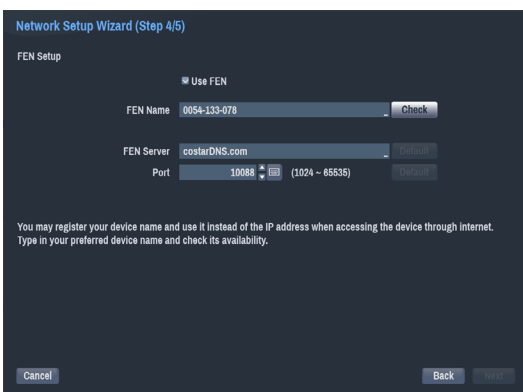 Network Setup Wizard (Step 4/5)
FEN Setup
Use FEN
FEN Name 0054-133-078 Check
FEN Server costarDNS.com Default
Port 10088 (1024 ~ 65535) Default
You may register your device name and use it instead of the IP address when accessing the device through internet.
Type in your preferred device name and check its availability.
Cancel Back Next